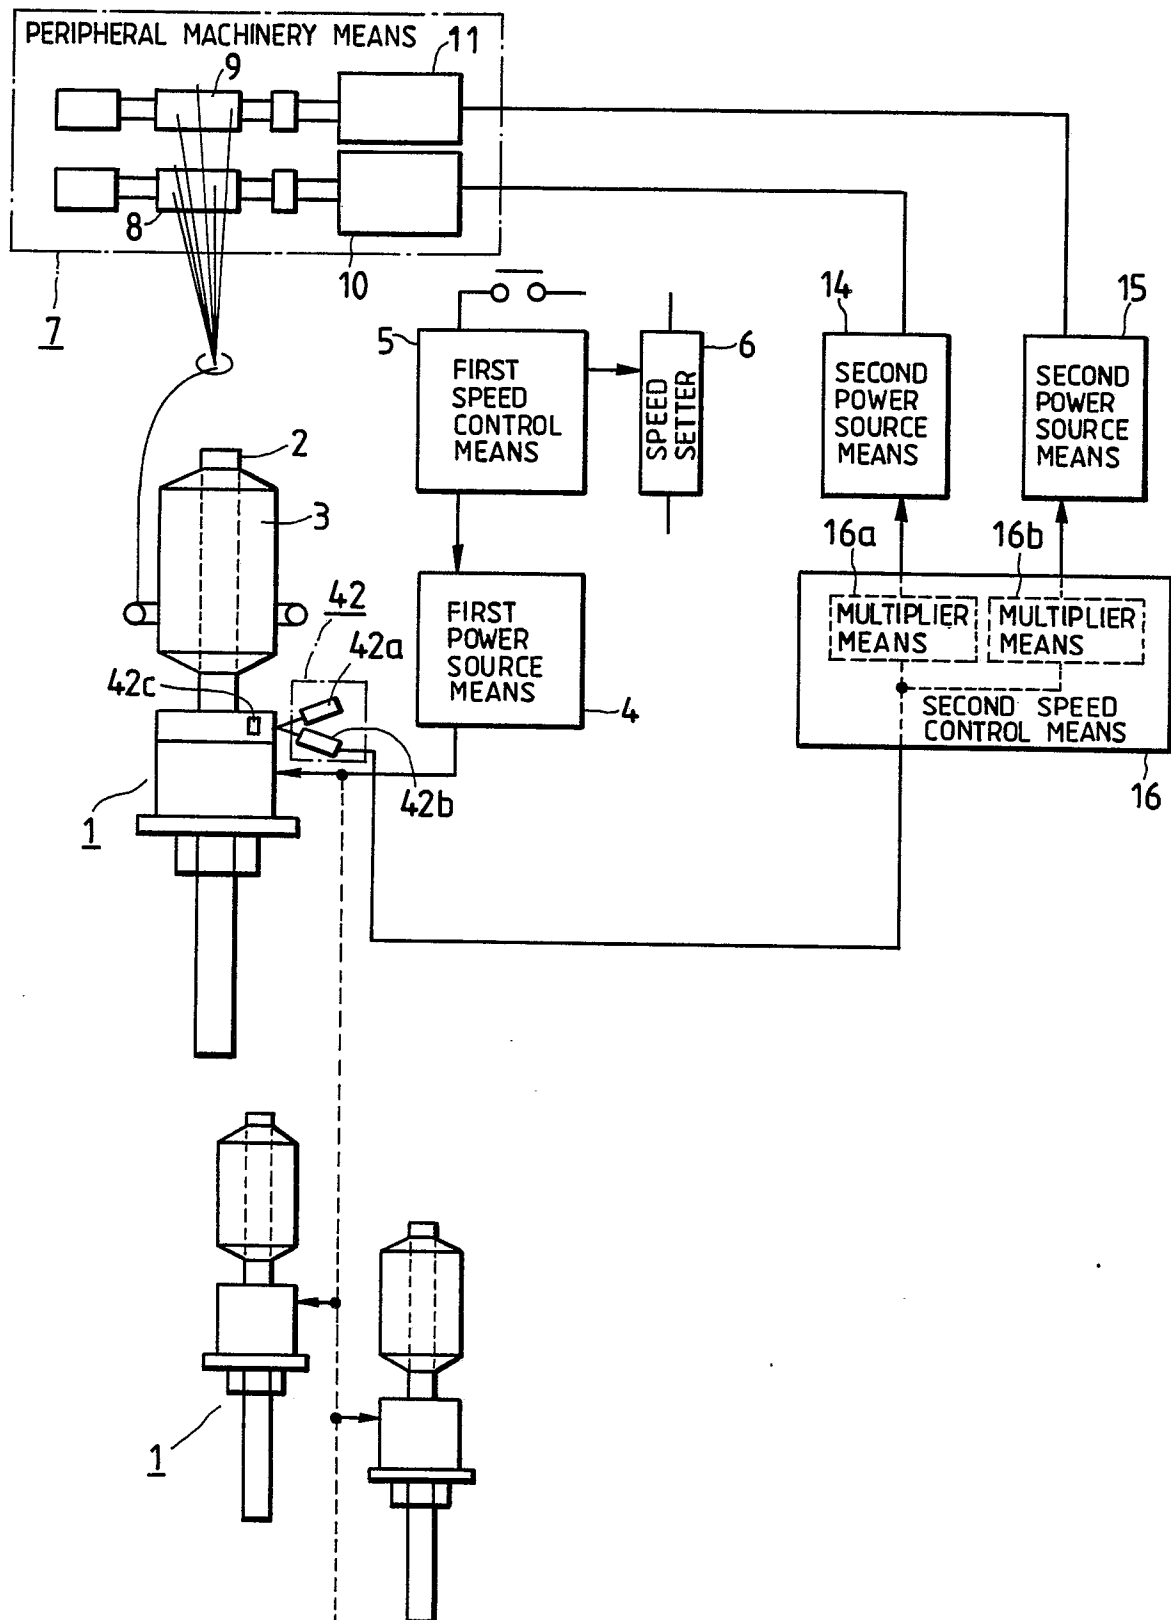 PERIPHERAL MACHINERY MEANS
11
9
8
10
7
5
FIRST
SPEED
CONTROL
MEANS
SPEED
SETTER
6
14
SECOND
POWER
SOURCE
MEANS
15
SECOND
POWER
SOURCE
MEANS
2
3
16a
16b
MULTIPLIER
MEANS
MULTIPLIER
MEANS
SECOND SPEED
CONTROL MEANS
16
42
42a
42c
42b
FIRST
POWER
SOURCE
MEANS
4
1
1